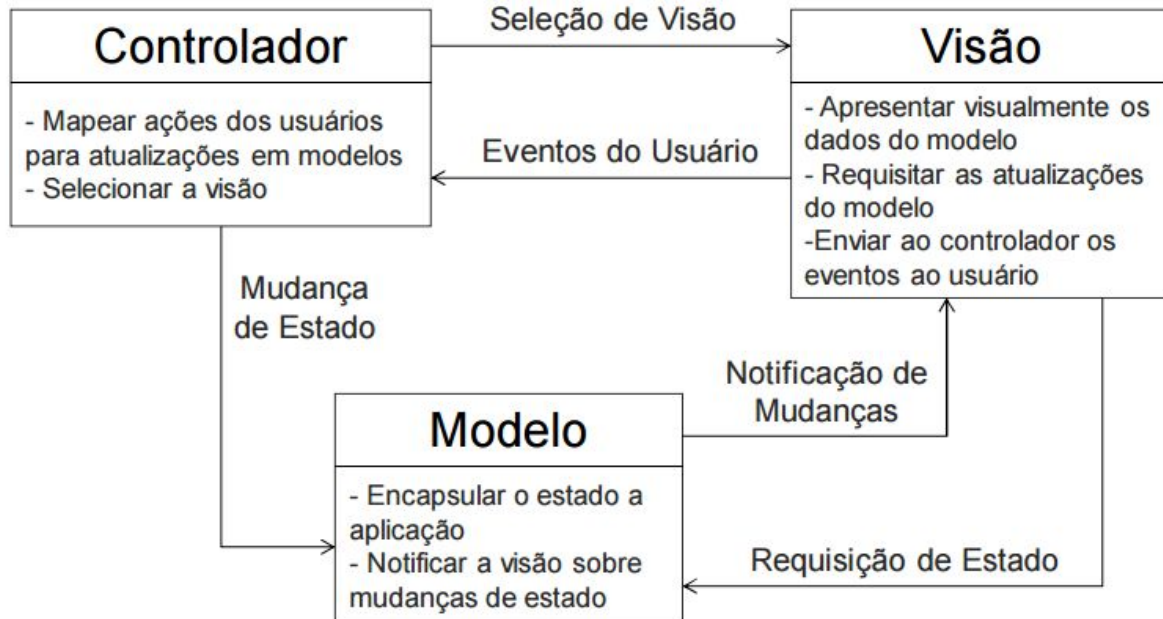 Controlador
- Mapear ações dos usuários
para atualizações em modelos
- Selecionar a visão
Seleção de Visão
Eventos do Usuário
Visão
- Apresentar visualmente os
dados do modelo
- Requisitar as atualizações
do modelo
-Enviar ao controlador os
eventos ao usuário
Mudança
de Estado
Notificação de
Mudanças
Modelo
- Encapsular o estado a
aplicação
- Notificar a visão sobre
mudanças de estado
Requisição de Estado